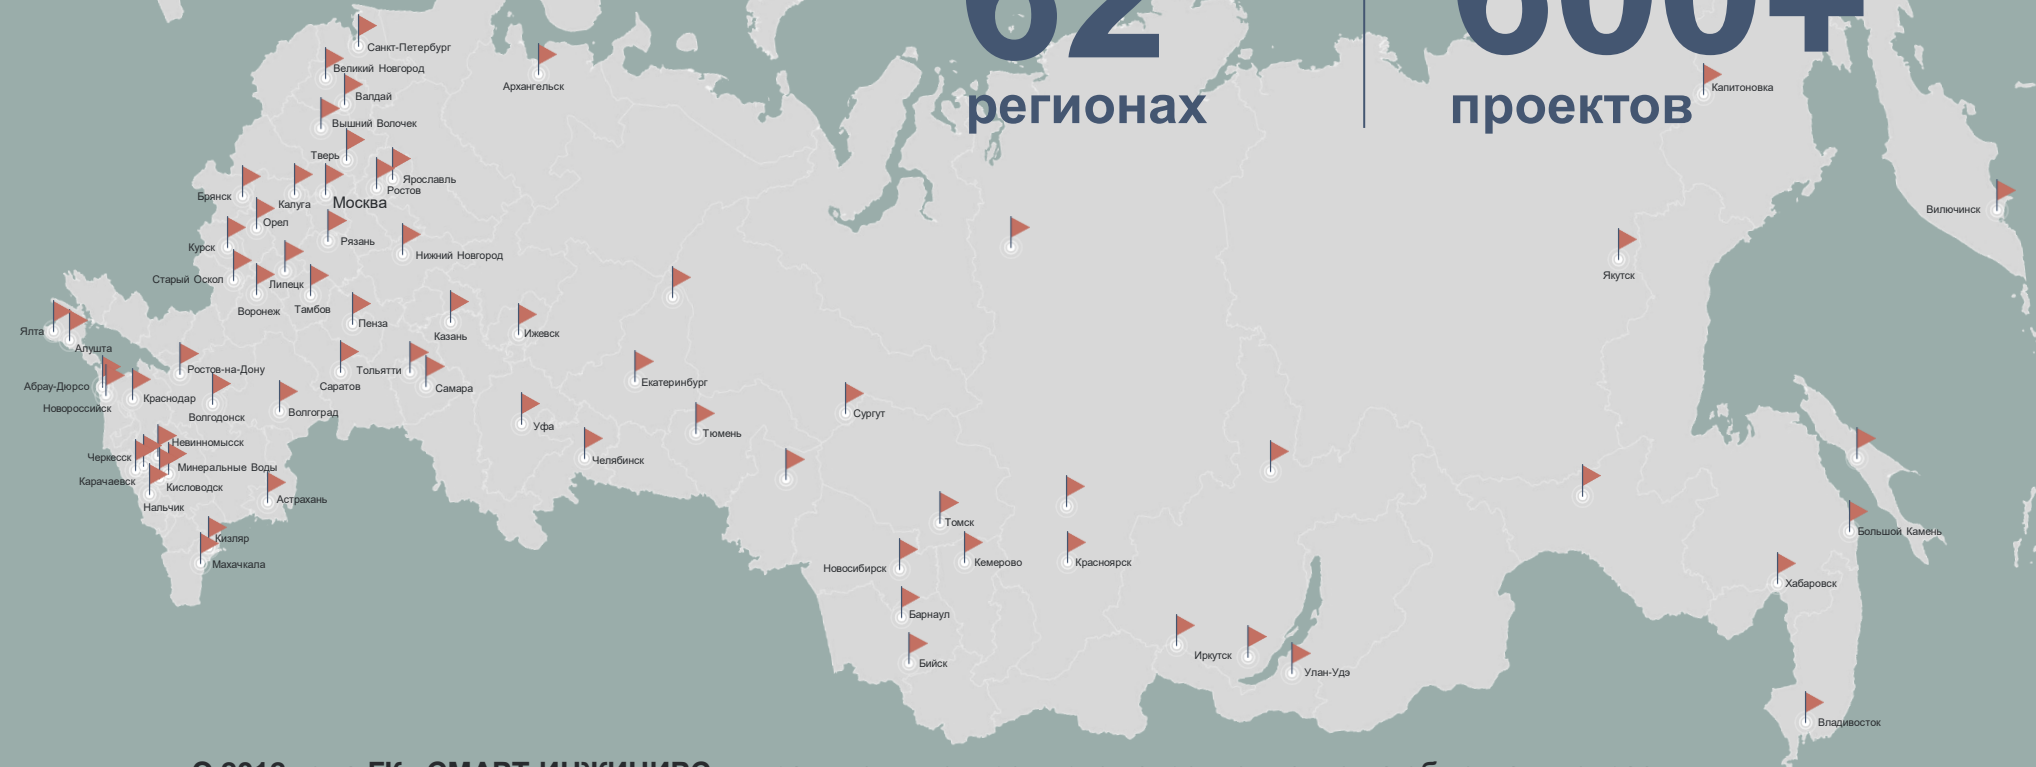 62
600+
регионах
проектов
Санкт-Петербург
Великий Новгород
Архангельск
Капитоновка
Валдай
Вышний Волочек
Тверь
Ярославль
Ростов
Брянск
Калуга
Москва
Вилючинск
Орел
Рязань
Курск
Нижний Новгород
Якутск
Старый Оскол
Липецк
Воронеж
Тамбов
Пенза
Казань
Ижевск
Ялта
Алушта
Ростов-на-Дону
Тольятти
Абрау-Дюрсо
Саратов
Самара
Екатеринбург
Краснодар
Новороссийск
Волгодонск
Волгоград
Сургут
Уфа
Тюмень
Невинномысск
Черкесск
Минеральные Воды
Челябинск
Карачаевск
Кисловодск
Астрахань
Нальчик
Томск
Большой Камень
Кизляр
Махачкала
Новосибирск
Кемерово
Красноярск
Хабаровск
Барнаул
Иркутск
Бийск
Улан-Удэ
Владивосток